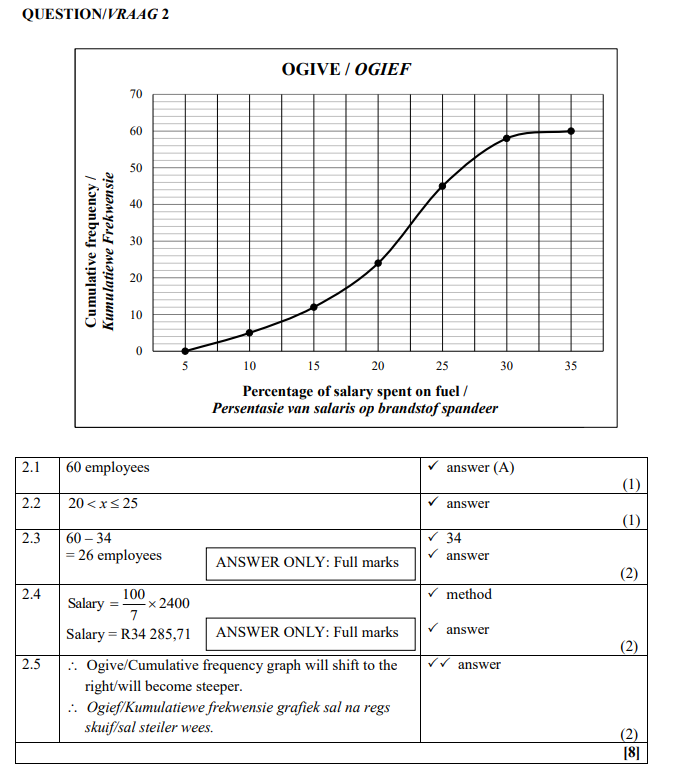 QUESTION/VRAAG 2
OGIVE / OGIEF
Cumulative frequency /
Kumulatiewe Frekwensie
70
60
50
40
30
20
10
0
5 10 15 20 25 30 35
Percentage of salary spent on fuel /
Persentasie van salaris op brandstof spandeer
2.1 60 employees ✓ answer (A)
(1)
2.2 20 < x ≤ 25 ✓ answer
(1)
2.3 60 – 34 ✓ 34
= 26 employees ANSWER ONLY: Full marks ✓ answer
(2)
2.4 Salary = 100/7 × 2400 ✓ method
Salary = R34 285,71 ANSWER ONLY: Full marks ✓ answer
(2)
2.5 ∴ Ogive/Cumulative frequency graph will shift to the ✓✓ answer
right/will become steeper.
∴ Ogief/Kumulatiewe frekwensie grafiek sal na regs
skuif/sal steiler wees.
(2)
[8]